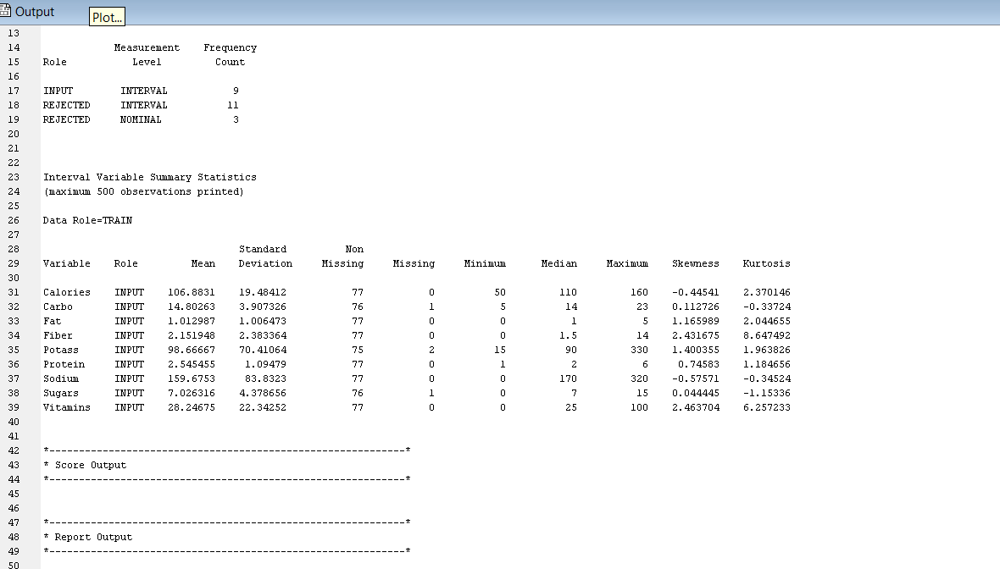 Output
Plot...
13
14 Measurement Frequency
15 Role Level Count
16
17 INPUT INTERVAL 9
18 REJECTED INTERVAL 11
19 REJECTED NOMINAL 3
20
21
22
23 Interval Variable Summary Statistics
24 (maximum 500 observations printed)
25
26 Data Role=TRAIN
27
28 Standard Non
29 Variable Role Mean Deviation Missing Missing Minimum Median Maximum Skewness Kurtosis
30
31 Calories INPUT 106.8831 19.48412 77 0 50 110 160 -0.44541 2.370146
32 Carbo INPUT 14.80263 3.907326 76 1 5 14 23 0.112726 -0.33724
33 Fat INPUT 1.012987 1.006473 77 0 0 1 5 1.165989 2.044655
34 Fiber INPUT 2.151948 2.383364 77 0 0 1.5 14 2.431675 8.647492
35 Potass INPUT 98.66667 70.41064 75 2 15 90 330 1.400355 1.963826
36 Protein INPUT 2.545455 1.09479 77 0 1 2 6 0.74583 1.184656
37 Sodium INPUT 159.6753 83.8323 77 0 0 170 320 -0.57571 -0.34524
38 Sugars INPUT 7.026316 4.378656 76 1 0 7 15 0.044445 -1.15336
39 Vitamins INPUT 28.24675 22.34252 77 0 0 25 100 2.463704 6.257233
40
41
42 *------------------------------------------------------------*
43 * Score Output
44 *------------------------------------------------------------*
45
46
47 *------------------------------------------------------------*
48 * Report Output
49 *------------------------------------------------------------*
50